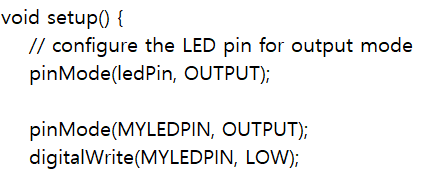 void setup() {
// configure the LED pin for output mode
pinMode(ledPin, OUTPUT);
pinMode(MYLEDPIN, OUTPUT);
digitalWrite(MYLEDPIN, LOW);